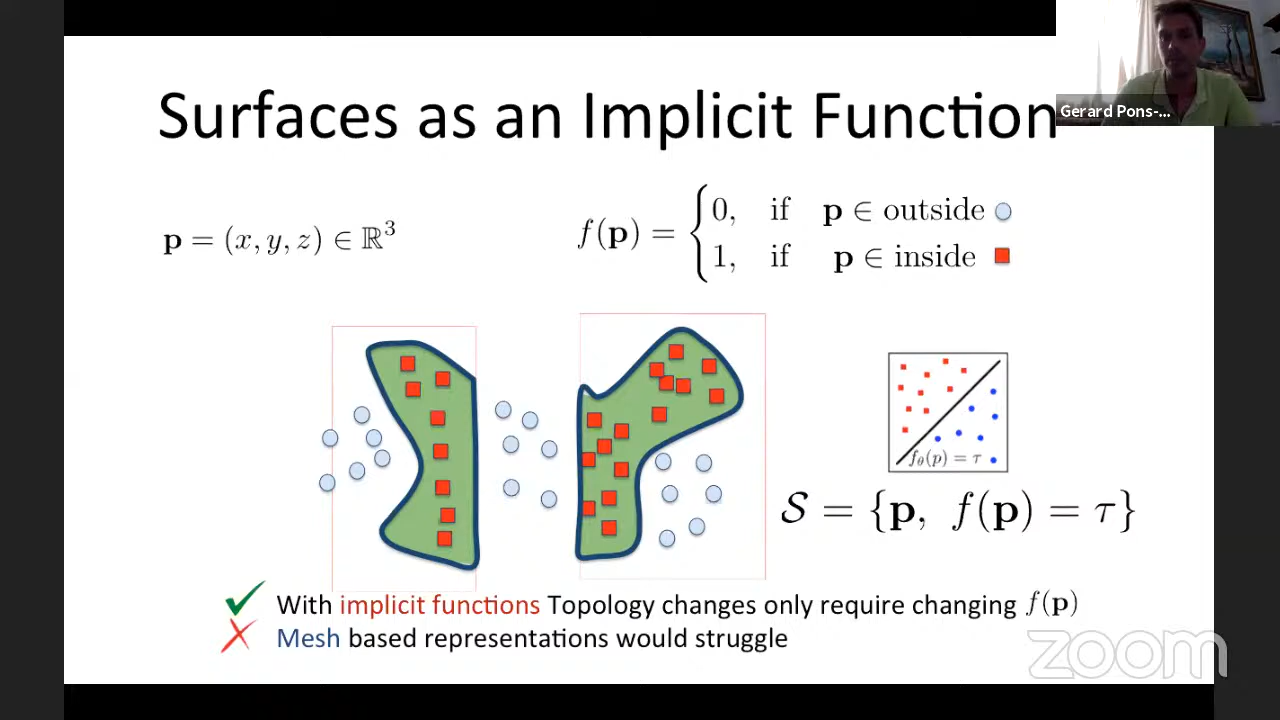 Surfaces as an Implicit Function
Gerard Pons-...
p = (x, y, z) ∈ ℝ³
f(p) = { 0, if p ∈ outside
1, if p ∈ inside
f_θ(p) = τ
S = {p, f(p) = τ}
With implicit functions Topology changes only require changing f(p)
Mesh based representations would struggle
zoom